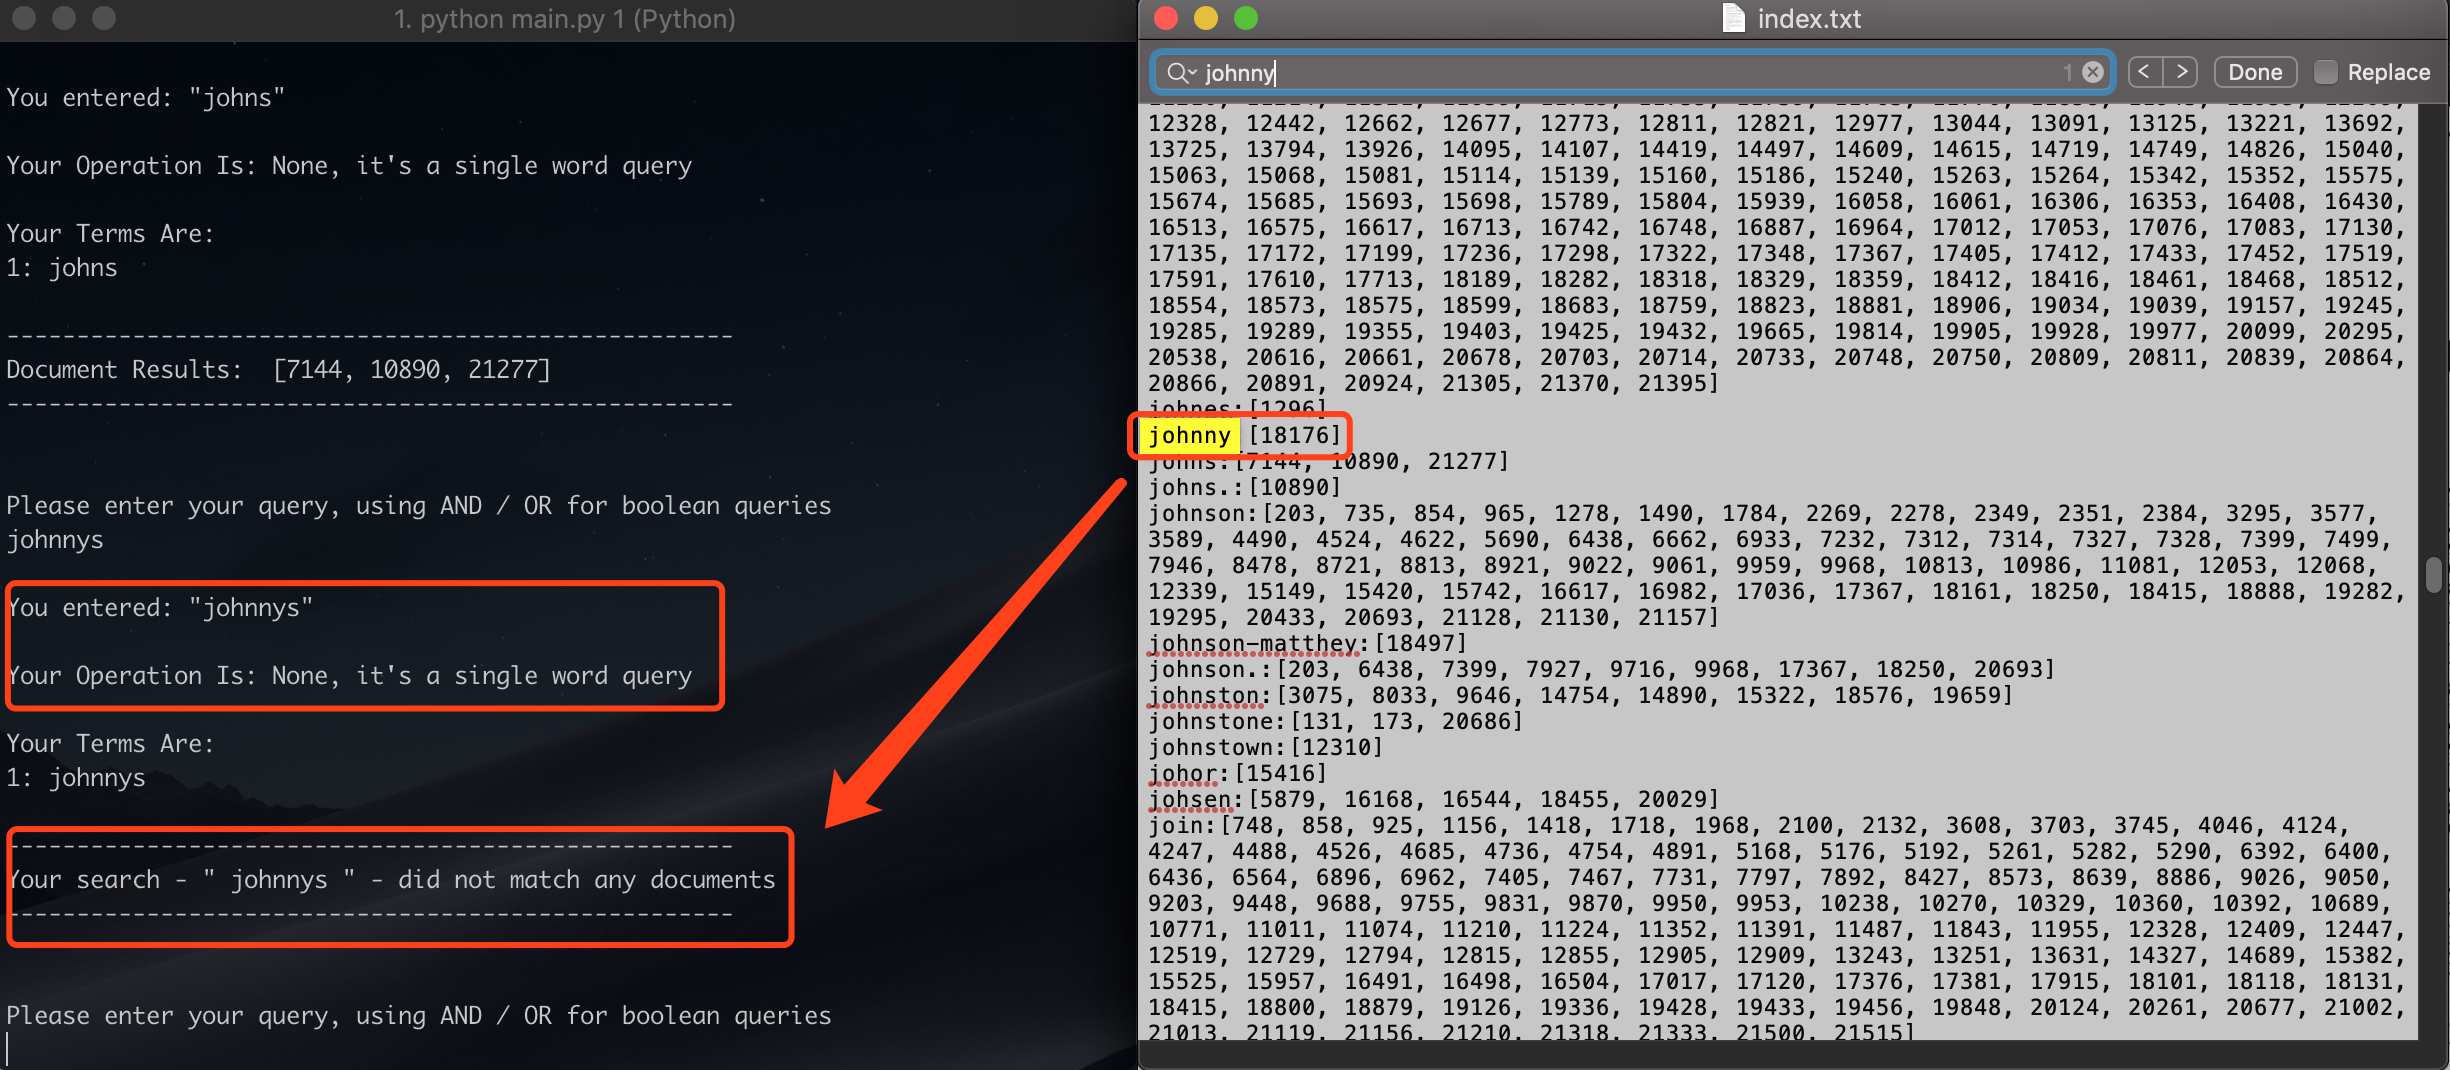 1. python main.py 1 (Python)
You entered: "johns"
Your Operation Is: None, it's a single word query
Your Terms Are:
1: johns
----------------------------------------------------
Document Results:  [7144, 10890, 21277]
----------------------------------------------------
Please enter your query, using AND / OR for boolean queries
johnnys
You entered: "johnnys"
Your Operation Is: None, it's a single word query
Your Terms Are:
1: johnnys
----------------------------------------------------
Your search - " johnnys " - did not match any documents
----------------------------------------------------
Please enter your query, using AND / OR for boolean queries
index.txt
johnny 1 < > Done Replace
12328, 12442, 12662, 12677, 12773, 12811, 12821, 12977, 13044, 13091, 13125, 13221, 13692,
13725, 13794, 13926, 14095, 14107, 14419, 14497, 14609, 14615, 14719, 14749, 14826, 15040,
15063, 15068, 15081, 15114, 15139, 15160, 15186, 15240, 15263, 15264, 15342, 15352, 15575,
15674, 15685, 15693, 15698, 15789, 15804, 15939, 16058, 16061, 16306, 16353, 16408, 16430,
16513, 16575, 16617, 16713, 16742, 16748, 16887, 16964, 17012, 17053, 17076, 17083, 17130,
17135, 17172, 17199, 17236, 17298, 17322, 17348, 17367, 17405, 17412, 17433, 17452, 17519,
17591, 17610, 17713, 18189, 18282, 18318, 18329, 18359, 18412, 18416, 18461, 18468, 18512,
18554, 18573, 18575, 18599, 18683, 18759, 18823, 18881, 18906, 19034, 19039, 19157, 19245,
19285, 19289, 19355, 19403, 19425, 19432, 19665, 19814, 19905, 19928, 19977, 20099, 20295,
20538, 20616, 20661, 20678, 20703, 20714, 20733, 20748, 20750, 20809, 20811, 20839, 20864,
20866, 20891, 20924, 21305, 21370, 21395]
johnes:[1296]
johnny [18176]
johns:[7144, 10890, 21277]
johns.:[10890]
johnson:[203, 735, 854, 965, 1278, 1490, 1784, 2269, 2278, 2349, 2351, 2384, 3295, 3577,
3589, 4490, 4524, 4622, 5690, 6438, 6662, 6933, 7232, 7312, 7314, 7327, 7328, 7399, 7499,
7946, 8478, 8721, 8813, 8921, 9022, 9061, 9959, 9968, 10813, 10986, 11081, 12053, 12068,
12339, 15149, 15420, 15742, 16617, 16982, 17036, 17367, 18161, 18250, 18415, 18888, 19282,
19295, 20433, 20693, 21128, 21130, 21157]
johnson-matthey:[18497]
johnson.:[203, 6438, 7399, 7927, 9716, 9968, 17367, 18250, 20693]
johnston:[3075, 8033, 9646, 14754, 14890, 15322, 18576, 19659]
johnstone:[131, 173, 20686]
johnstown:[12310]
johor:[15416]
johsen:[5879, 16168, 16544, 18455, 20029]
join:[748, 858, 925, 1156, 1418, 1718, 1968, 2100, 2132, 3608, 3703, 3745, 4046, 4124,
4247, 4488, 4526, 4685, 4736, 4754, 4891, 5168, 5176, 5192, 5261, 5282, 5290, 6392, 6400,
6436, 6564, 6896, 6962, 7405, 7467, 7731, 7797, 7892, 8427, 8573, 8639, 8886, 9026, 9050,
9203, 9448, 9688, 9755, 9831, 9870, 9950, 9953, 10238, 10270, 10329, 10360, 10392, 10689,
10771, 11011, 11074, 11210, 11224, 11352, 11391, 11487, 11843, 11955, 12328, 12409, 12447,
12519, 12729, 12794, 12815, 12855, 12905, 12909, 13243, 13251, 13631, 14327, 14689, 15382,
15525, 15957, 16491, 16498, 16504, 17017, 17120, 17376, 17381, 17915, 18101, 18118, 18131,
18415, 18800, 18879, 19126, 19336, 19428, 19433, 19456, 19848, 20124, 20261, 20677, 21002,
21013, 21119, 21156, 21210, 21318, 21333, 21500, 21515]